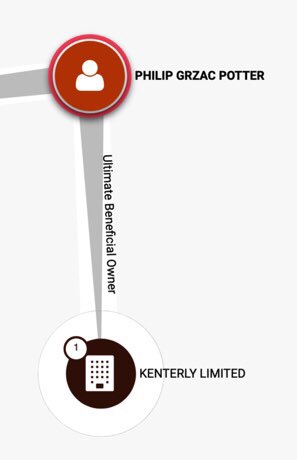 PHILIP GRZAC POTTER
Ultimate Beneficial Owner
1
KENTERLY LIMITED